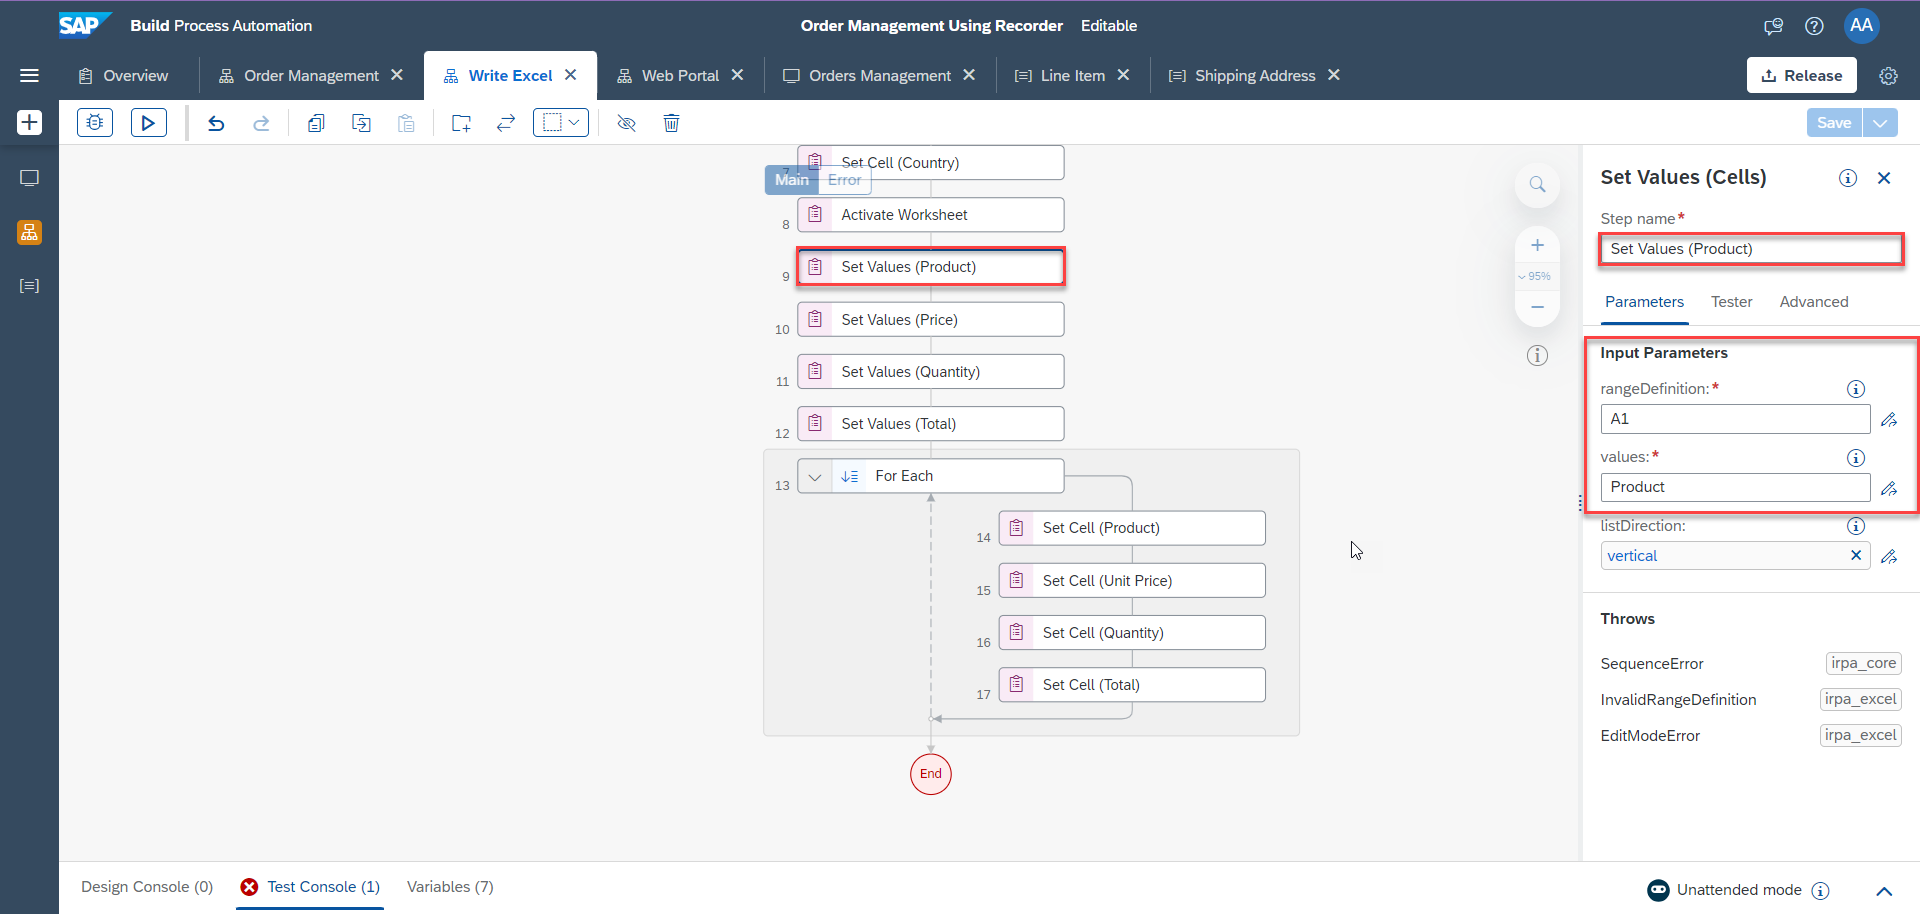 SAP Build Process Automation
Order Management Using Recorder Editable
AA
Overview
Order Management
Write Excel
Web Portal
Orders Management
Line Item
Shipping Address
Release
Save
7 Set Cell (Country)
Main Error
8 Activate Worksheet
9 Set Values (Product)
10 Set Values (Price)
11 Set Values (Quantity)
12 Set Values (Total)
13 For Each
14 Set Cell (Product)
15 Set Cell (Unit Price)
16 Set Cell (Quantity)
17 Set Cell (Total)
End
95%
Set Values (Cells)
Step name*
Set Values (Product)
Parameters Tester Advanced
Input Parameters
rangeDefinition:*
A1
values:*
Product
listDirection:
vertical
Throws
SequenceError irpa_core
InvalidRangeDefinition irpa_excel
EditModeError irpa_excel
Design Console (0) Test Console (1) Variables (7)
Unattended mode